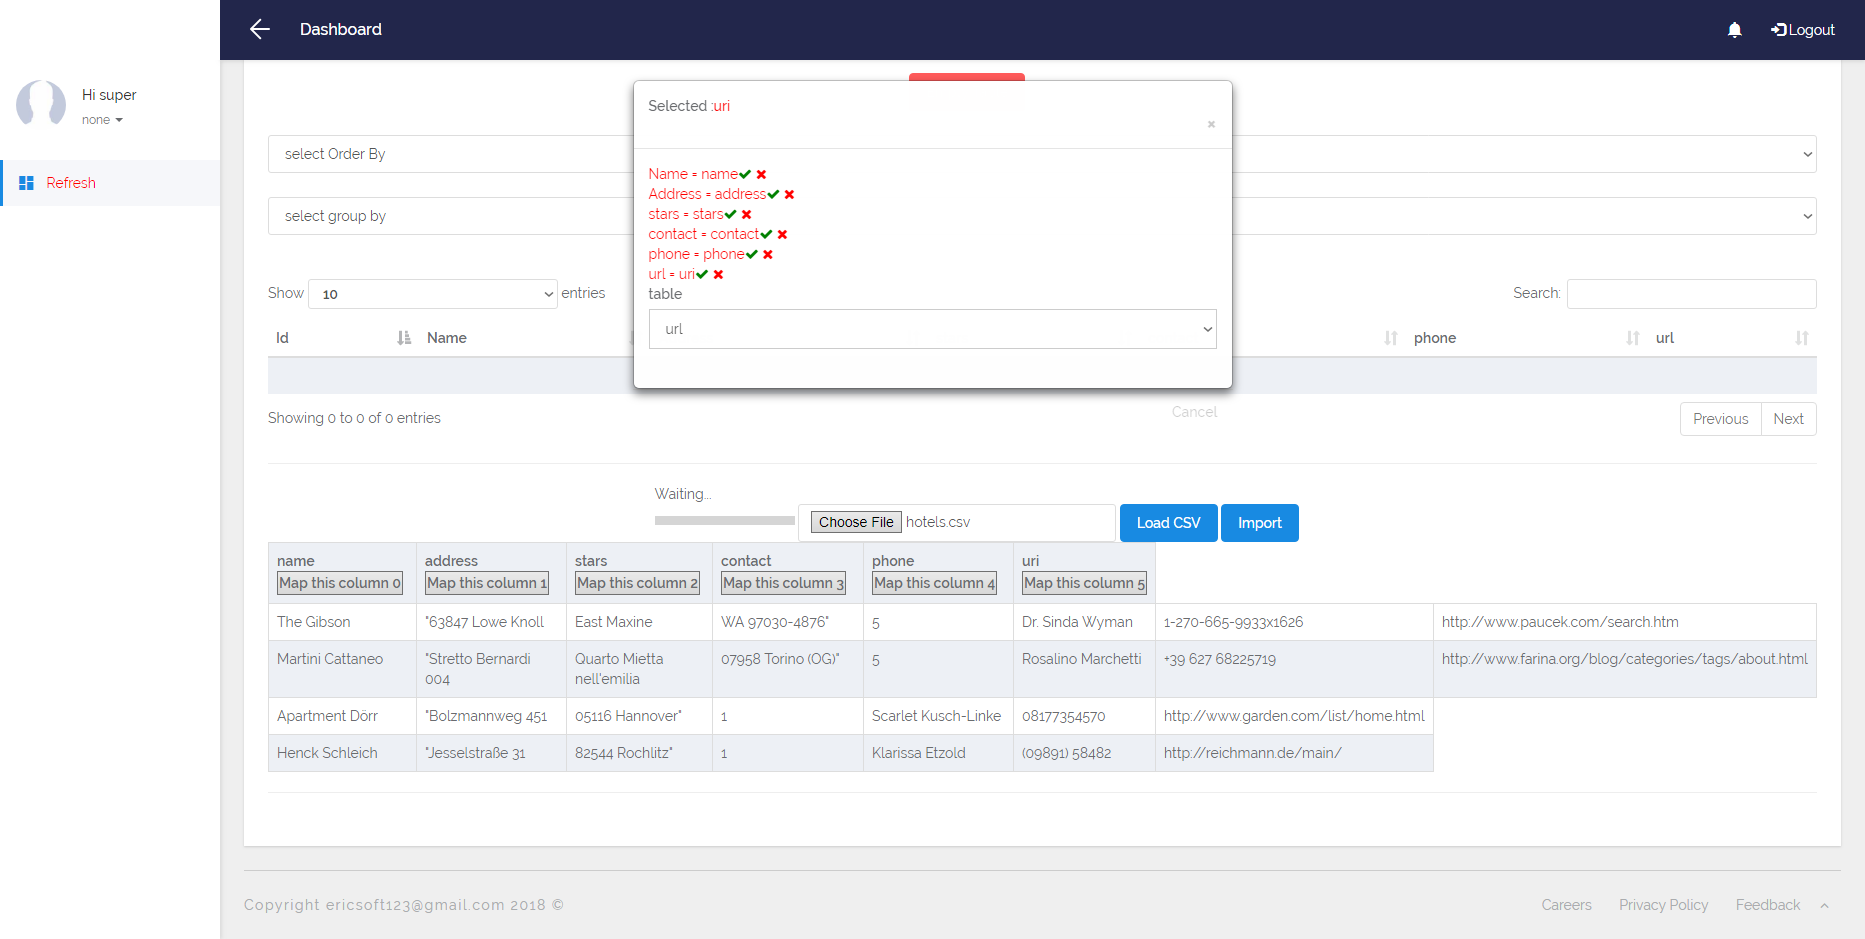 Dashboard
Logout
Hi super
none
Refresh
Selected :uri
×
select Order By
select group by
Name = name
Address = address
stars = stars
contact = contact
phone = phone
url = uri
table
url
Show 10 entries
Search:
Id Name phone url
Showing 0 to 0 of 0 entries
Cancel
Previous Next
Waiting...
Choose File hotels.csv Load CSV Import
name address stars contact phone uri
Map this column 0 Map this column 1 Map this column 2 Map this column 3 Map this column 4 Map this column 5
The Gibson "63847 Lowe Knoll East Maxine WA 97030-4876" 5 Dr. Sinda Wyman 1-270-665-9933x1626 http://www.paucek.com/search.htm
Martini Cattaneo "Stretto Bernardi Quarto Mietta 07958 Torino (OG)" 5 Rosalino Marchetti +39 627 68225719 http://www.farina.org/blog/categories/tags/about.html
004 nell'emilia
Apartment Dörr "Bolzmannweg 451 05116 Hannover" 1 Scarlet Kusch-Linke 08177354570 http://www.garden.com/list/home.html
Henck Schleich "Jesselstraße 31 82544 Rochlitz" 1 Klarissa Etzold (09891) 58482 http://reichmann.de/main/
Copyright ericsoft123@gmail.com 2018 ©
Careers Privacy Policy Feedback